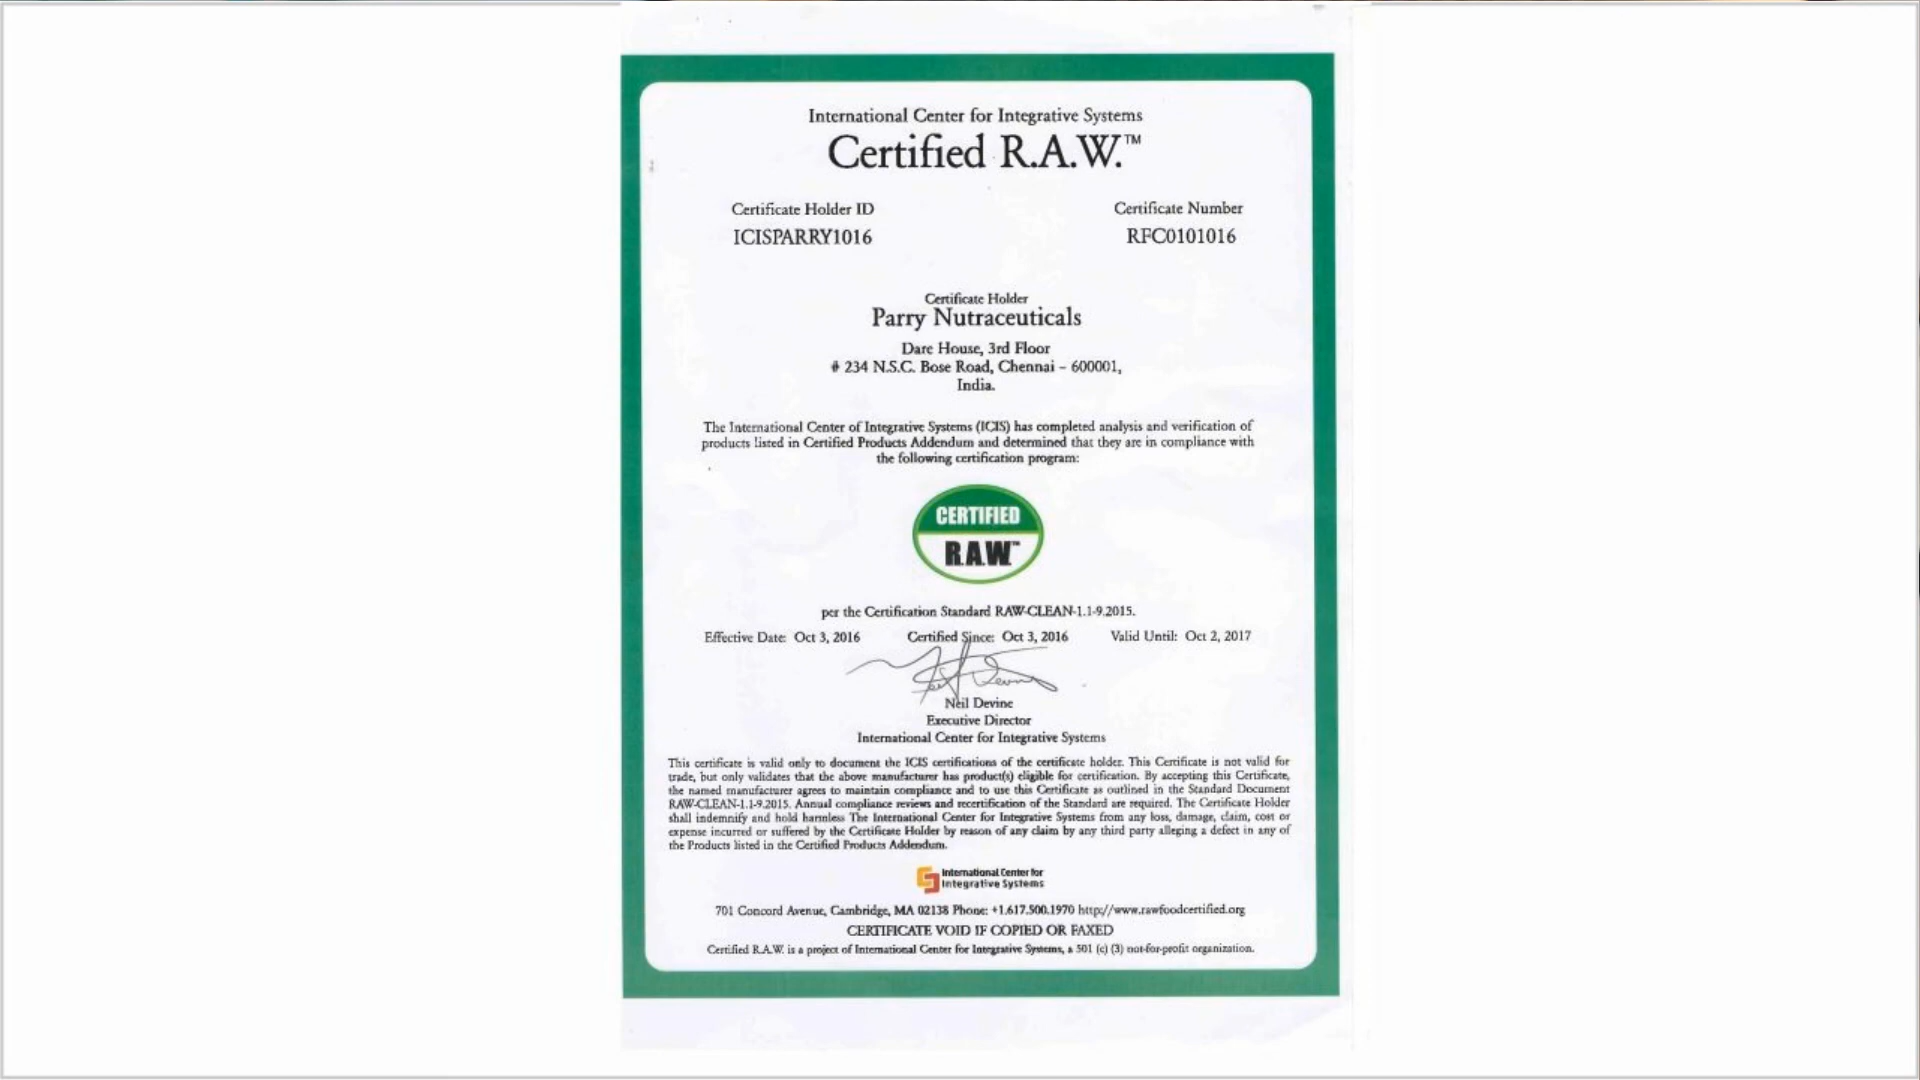 International Center for Integrative Systems
Certified R.A.W.™
Certificate Holder ID
ICISPARRY1016
Certificate Number
RFC0101016
Certificate Holder
Parry Nutraceuticals
Dare House, 3rd Floor
# 234 N.S.C. Bose Road, Chennai – 600001,
India.
The International Center of Integrative Systems (ICIS) has completed analysis and verification of
products listed in Certified Products Addendum and determined that they are in compliance with
the following certification program:
CERTIFIED
R.A.W.™
per the Certification Standard RAW-CLEAN-1.1-9.2015.
Effective Date: Oct 3, 2016 Certified Since: Oct 3, 2016 Valid Until: Oct 2, 2017
Neil Devine
Neil Devine
Executive Director
International Center for Integrative Systems
This certificate is valid only to document the ICIS certifications of the certificate holder. This Certificate is not valid for
trade, but only validates that the above manufacturer has product(s) eligible for certification. By accepting this Certificate,
the named manufacturer agrees to maintain compliance and to use this Certificate as outlined in the Standard Document
RAW-CLEAN-1.1-9.2015. Annual compliance reviews and recertification of the Standard are required. The Certificate Holder
shall indemnify and hold harmless The International Center for Integrative Systems from any loss, damage, claim, cost or
expense incurred or suffered by the Certificate Holder by reason of any claim by any third party alleging a defect in any of
the Products listed in the Certified Products Addendum.
International Center for
Integrative Systems
701 Concord Avenue, Cambridge, MA 02138 Phone: +1.617.500.1970 http://www.rawfoodcertified.org
CERTIFICATE VOID IF COPIED OR FAXED
Certified R.A.W. is a project of International Center for Integrative Systems, a 501 (c) (3) not-for-profit organization.